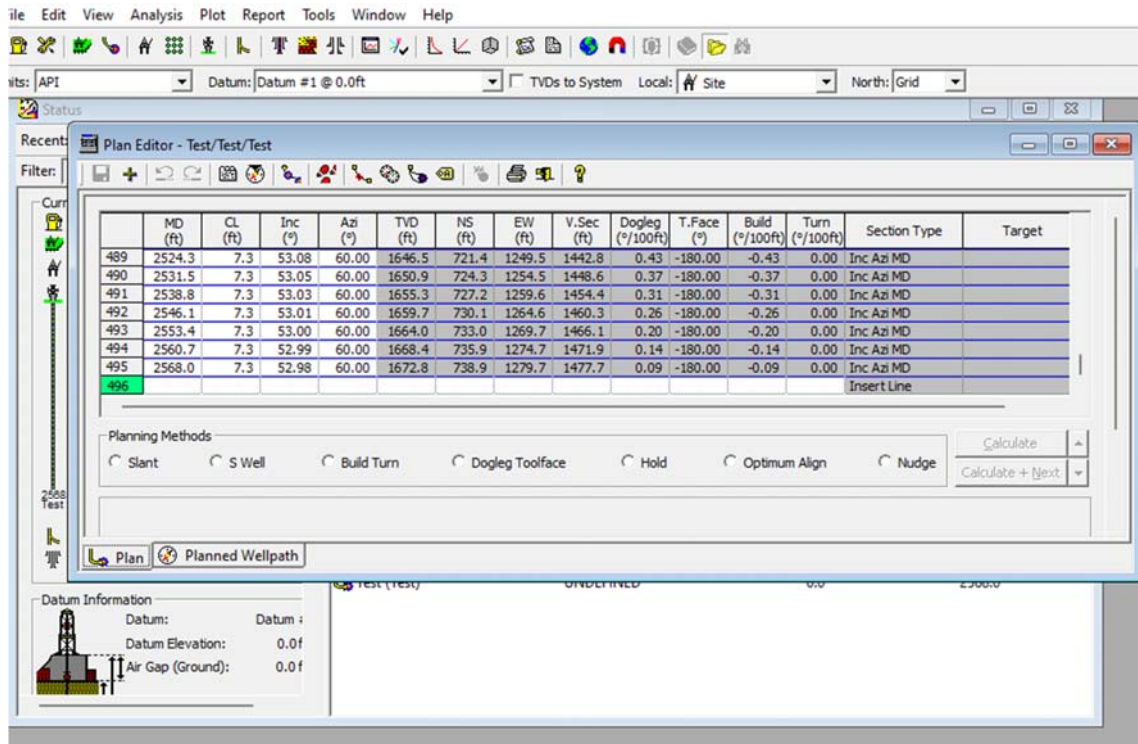 ile Edit View Analysis Plot Report Tools Window Help
nits: API Datum: Datum #1 @ 0.0ft TVDs to System Local: Site North: Grid
Status
Recent:
Plan Editor - Test/Test/Test
Filter:
Curr
MD (ft) CL (ft) Inc (°) Azi (°) TVD (ft) NS (ft) EW (ft) V.Sec (ft) Dogleg (°/100ft) T.Face (°) Build (°/100ft) Turn (°/100ft) Section Type Target
489 2524.3 7.3 53.08 60.00 1646.5 721.4 1249.5 1442.8 0.43 -180.00 -0.43 0.00 Inc Azi MD
490 2531.5 7.3 53.05 60.00 1650.9 724.3 1254.5 1448.6 0.37 -180.00 -0.37 0.00 Inc Azi MD
491 2538.8 7.3 53.03 60.00 1655.3 727.2 1259.6 1454.4 0.31 -180.00 -0.31 0.00 Inc Azi MD
492 2546.1 7.3 53.01 60.00 1659.7 730.1 1264.6 1460.3 0.26 -180.00 -0.26 0.00 Inc Azi MD
493 2553.4 7.3 53.00 60.00 1664.0 733.0 1269.7 1466.1 0.20 -180.00 -0.20 0.00 Inc Azi MD
494 2560.7 7.3 52.99 60.00 1668.4 735.9 1274.7 1471.9 0.14 -180.00 -0.14 0.00 Inc Azi MD
495 2568.0 7.3 52.98 60.00 1672.8 738.9 1279.7 1477.7 0.09 -180.00 -0.09 0.00 Inc Azi MD
496 Insert Line
Planning Methods
Slant S Well Build Turn Dogleg Toolface Hold Optimum Align Nudge
Calculate
Calculate + Next
2568
Test
Plan Planned Wellpath
Test (Test) UNDEFINED 0.0 2568.0
Datum Information
Datum: Datum #
Datum Elevation: 0.0f
Air Gap (Ground): 0.0f